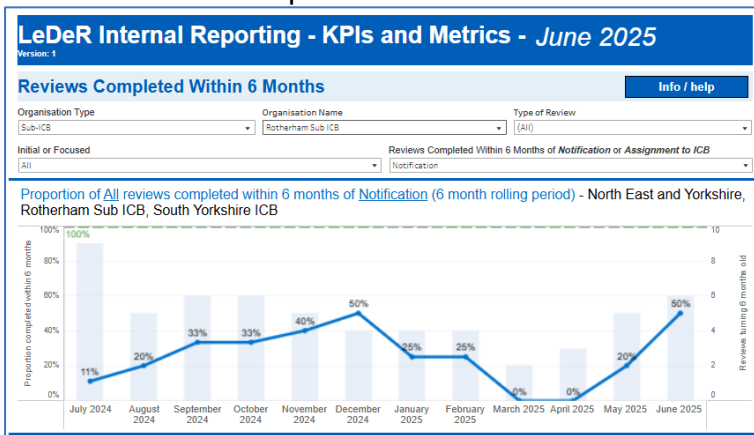 LeDeR Internal Reporting - KPIs and Metrics - June 2025
Version: 1
Reviews Completed Within 6 Months
Info / help
Organisation Type
Organisation Name
Type of Review
Sub-ICB
Rotherham Sub ICB
(All)
Initial or Focused
Reviews Completed Within 6 Months of Notification or Assignment to ICB
All
Notification
Proportion of All reviews completed within 6 months of Notification (6 month rolling period) - North East and Yorkshire,
Rotherham Sub ICB, South Yorkshire ICB
Proportion completed within 6 months
100%
80%
60%
40%
20%
0%
100%
11%
20%
33%
33%
40%
50%
25%
25%
0%
0%
20%
50%
10
8
6
4
2
0
Reviews turning 6 months old
July 2024
August
2024
September
2024
October
2024
November
2024
December
2024
January
2025
February
2025
March 2025
April 2025
May 2025
June 2025